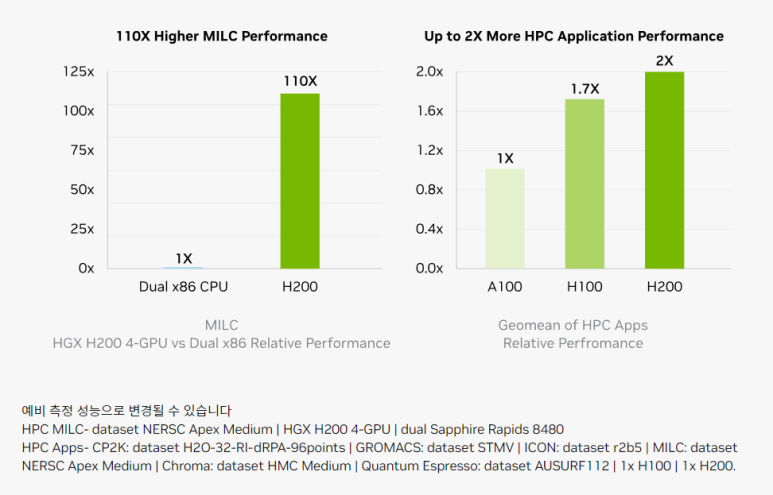 110X Higher MILC Performance
125x
100x
75x
50x
25x
0x
1X
110X
Dual x86 CPU
H200
MILC
HGX H200 4-GPU vs Dual x86 Relative Performance
Up to 2X More HPC Application Performance
2.0x
1.6x
1.2x
0.8x
0.4x
0.0x
1X
1.7X
2X
A100
H100
H200
Geomean of HPC Apps
Relative Perfromance
예비 측정 성능으로 변경될 수 있습니다
HPC MILC- dataset NERSC Apex Medium | HGX H200 4-GPU | dual Sapphire Rapids 8480
HPC Apps- CP2K: dataset H2O-32-RI-dRPA-96points | GROMACS: dataset STMV | ICON: dataset r2b5 | MILC: dataset
NERSC Apex Medium | Chroma: dataset HMC Medium | Quantum Espresso: dataset AUSURF112 | 1x H100 | 1x H200.